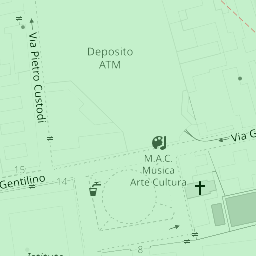 Via Pietro Custodi
Deposito
ATM
Via G
M.A.C.
Musica
Arte Cultura
15
14
Gentilino
8